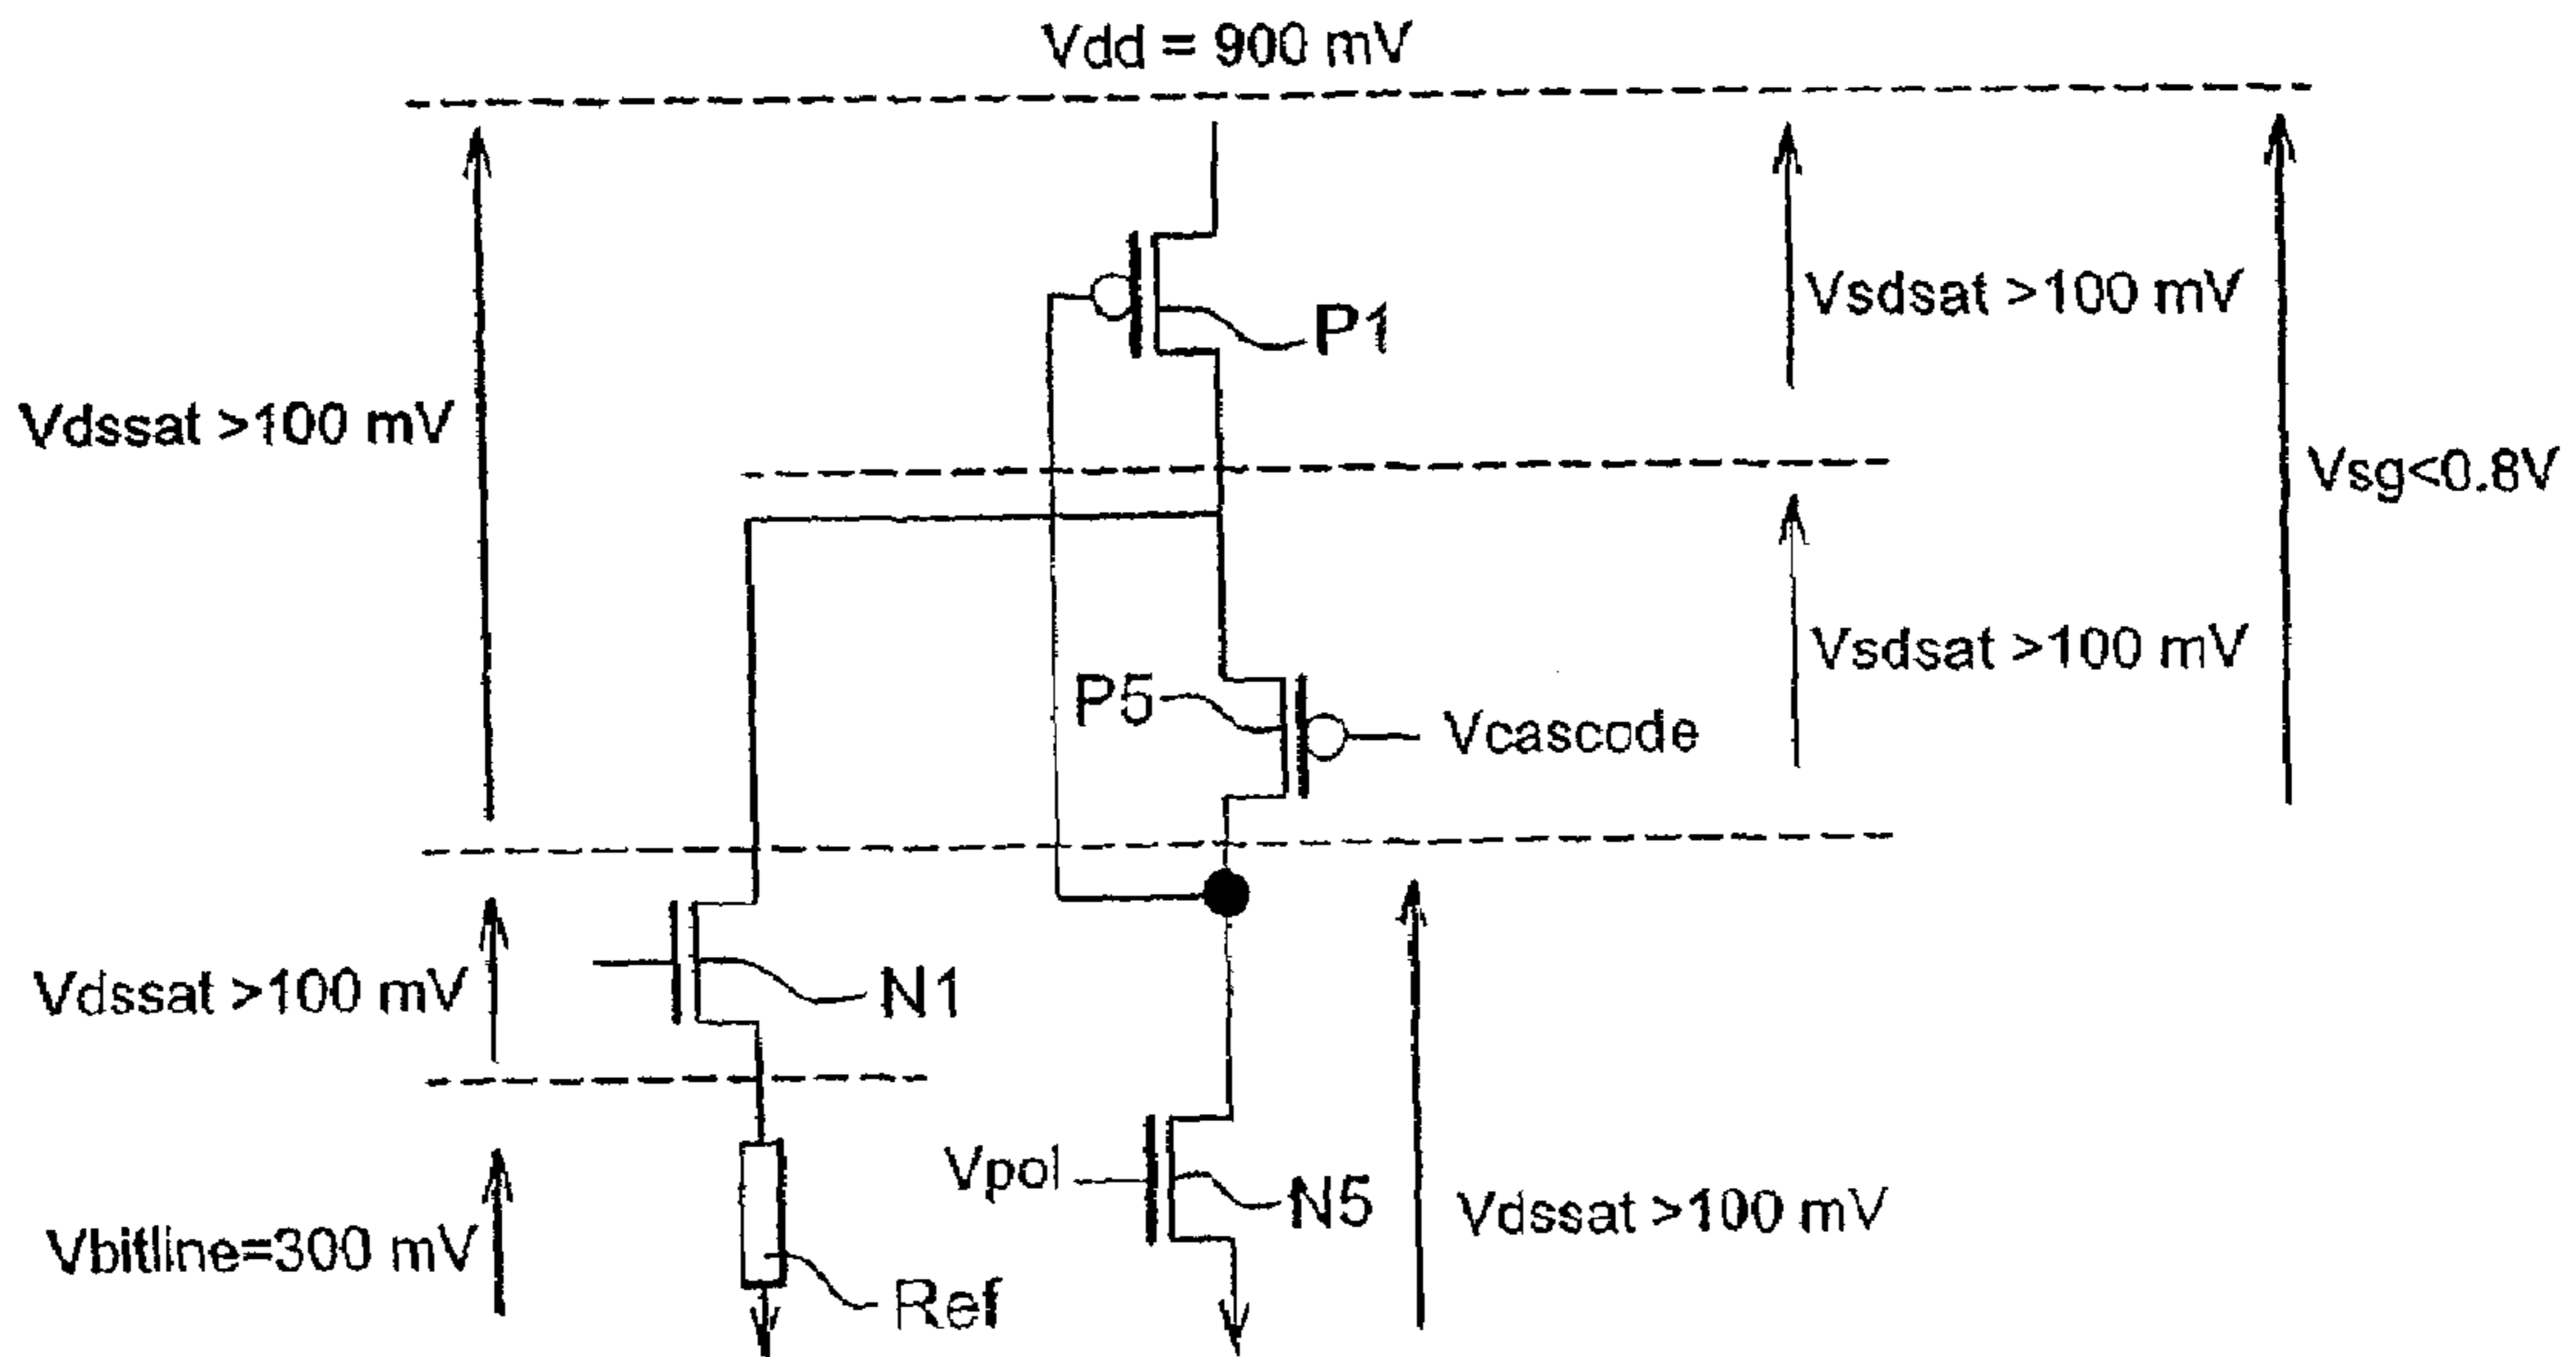 Vdd = 900 mV
Vsdsat >100 mV
P1
Vdssat >100 mV
Vsg<0.8V
Vsdsat >100 mV
P5
Vcascode
Vdssat >100 mV
N1
Vpol
N5
Vdssat >100 mV
Vbitline=300 mV
Ref